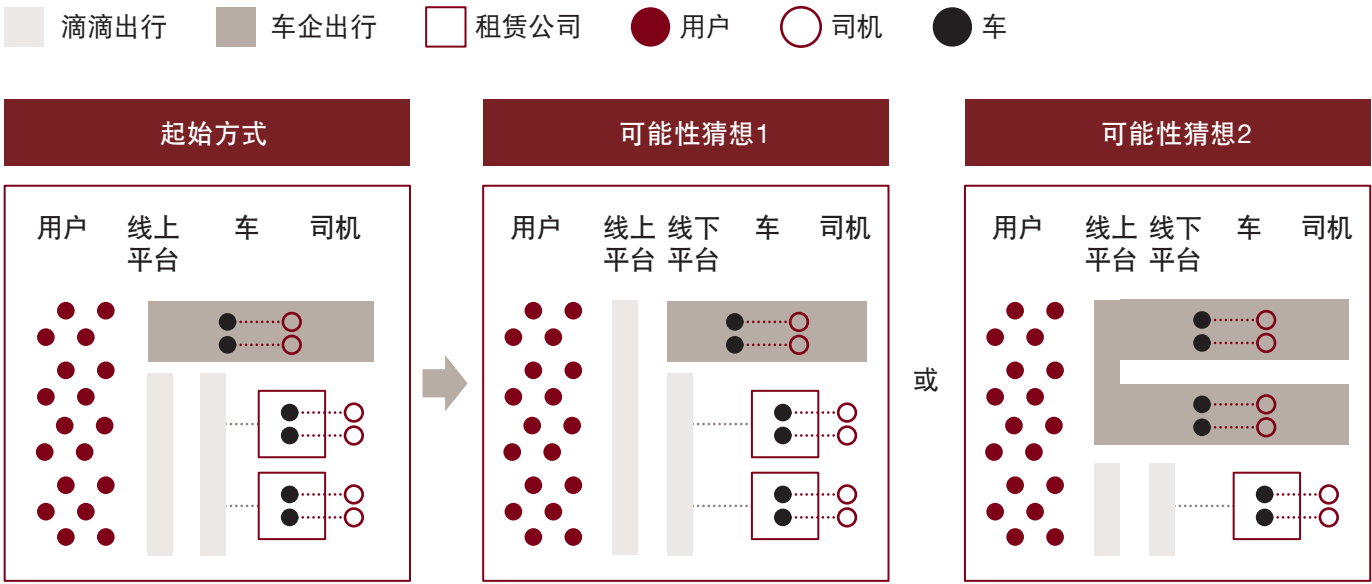 滴滴出行 车企出行 租赁公司 用户 司机 车
起始方式
用户 线上 车 司机
平台
可能性猜想1
用户 线上 线下 车 司机
平台 平台
或
可能性猜想2
用户 线上 线下 车 司机
平台 平台